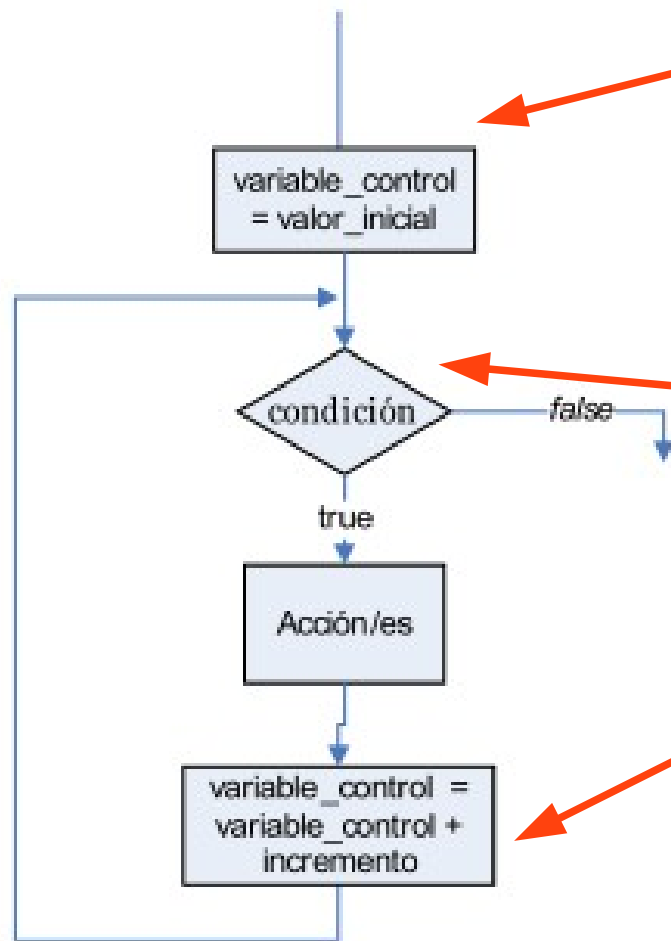 variable_control
= valor_inicial
condición
false
true
Acción/es
variable_control =
variable_control +
incremento